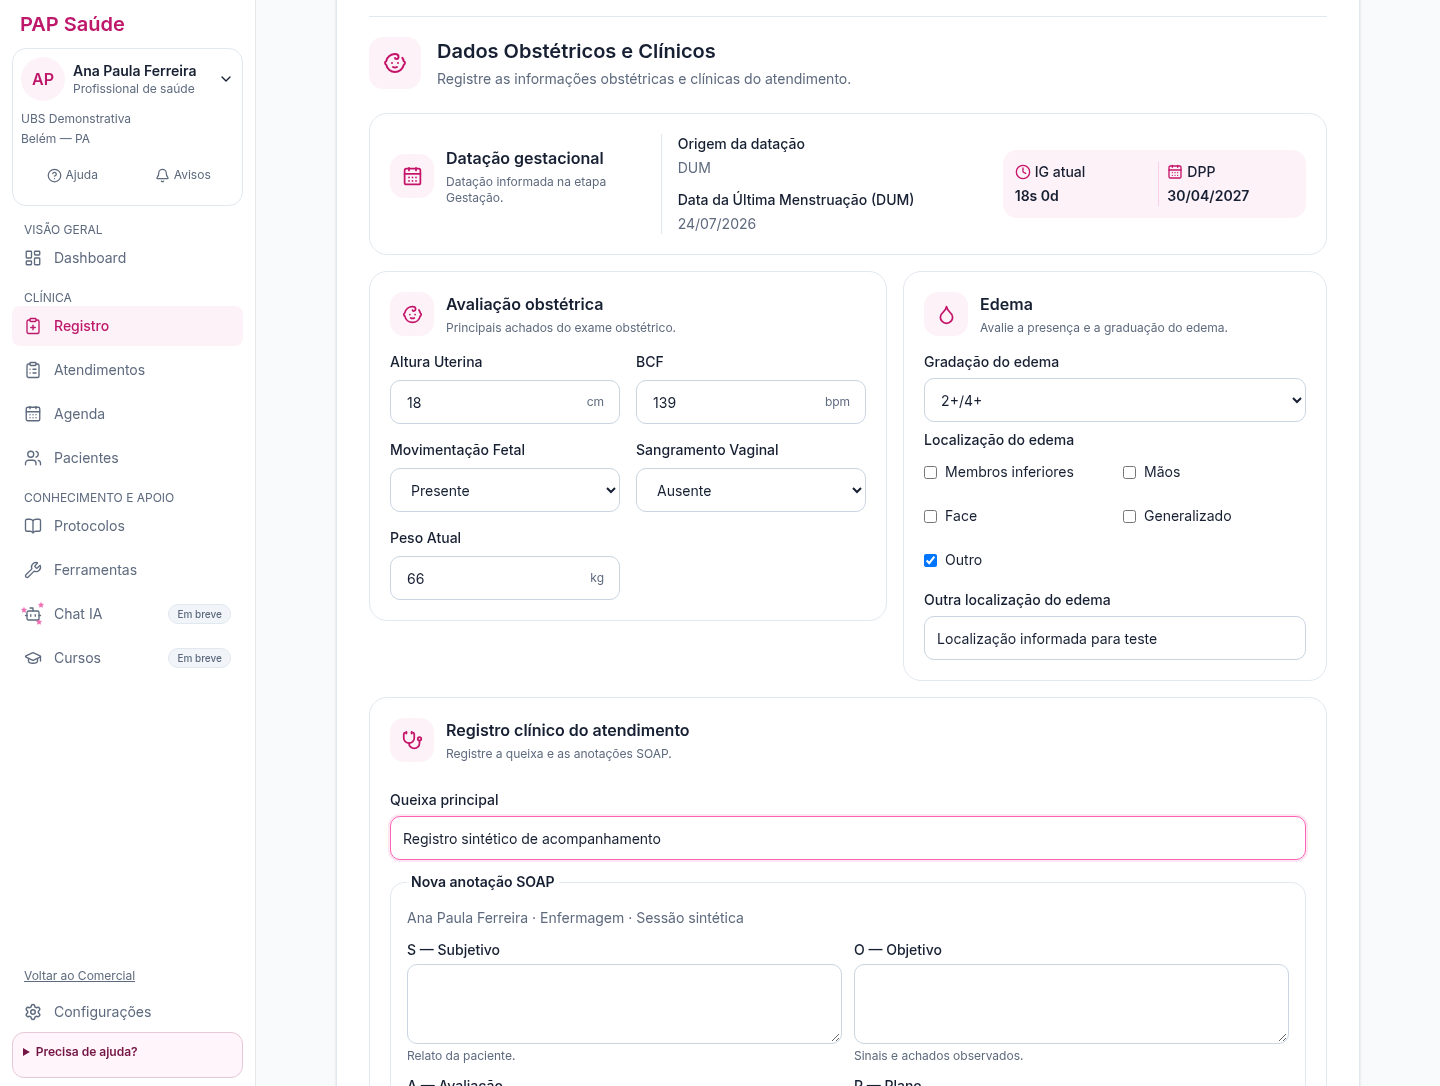 PAP Saúde
AP
Ana Paula Ferreira
Profissional de saúde
UBS Demonstrativa
Belém — PA
Ajuda
Avisos
VISÃO GERAL
Dashboard
CLÍNICA
Registro
Atendimentos
Agenda
Pacientes
CONHECIMENTO E APOIO
Protocolos
Ferramentas
Chat IA
Em breve
Cursos
Em breve
Voltar ao Comercial
Configurações
Precisa de ajuda?
Dados Obstétricos e Clínicos
Registre as informações obstétricas e clínicas do atendimento.
Datação gestacional
Datação informada na etapa
Gestação.
Origem da datação
DUM
Data da Última Menstruação (DUM)
24/07/2026
IG atual
18s 0d
DPP
30/04/2027
Avaliação obstétrica
Principais achados do exame obstétrico.
Altura Uterina
18 cm
BCF
139 bpm
Movimentação Fetal
Presente
Sangramento Vaginal
Ausente
Peso Atual
66 kg
Edema
Avalie a presença e a graduação do edema.
Gradação do edema
2+/4+
Localização do edema
Membros inferiores
Mãos
Face
Generalizado
Outro
Outra localização do edema
Localização informada para teste
Registro clínico do atendimento
Registre a queixa e as anotações SOAP.
Queixa principal
Registro sintético de acompanhamento
Nova anotação SOAP
Ana Paula Ferreira · Enfermagem · Sessão sintética
S — Subjetivo
Relato da paciente.
O — Objetivo
Sinais e achados observados.
A — Avaliação
P — Plano